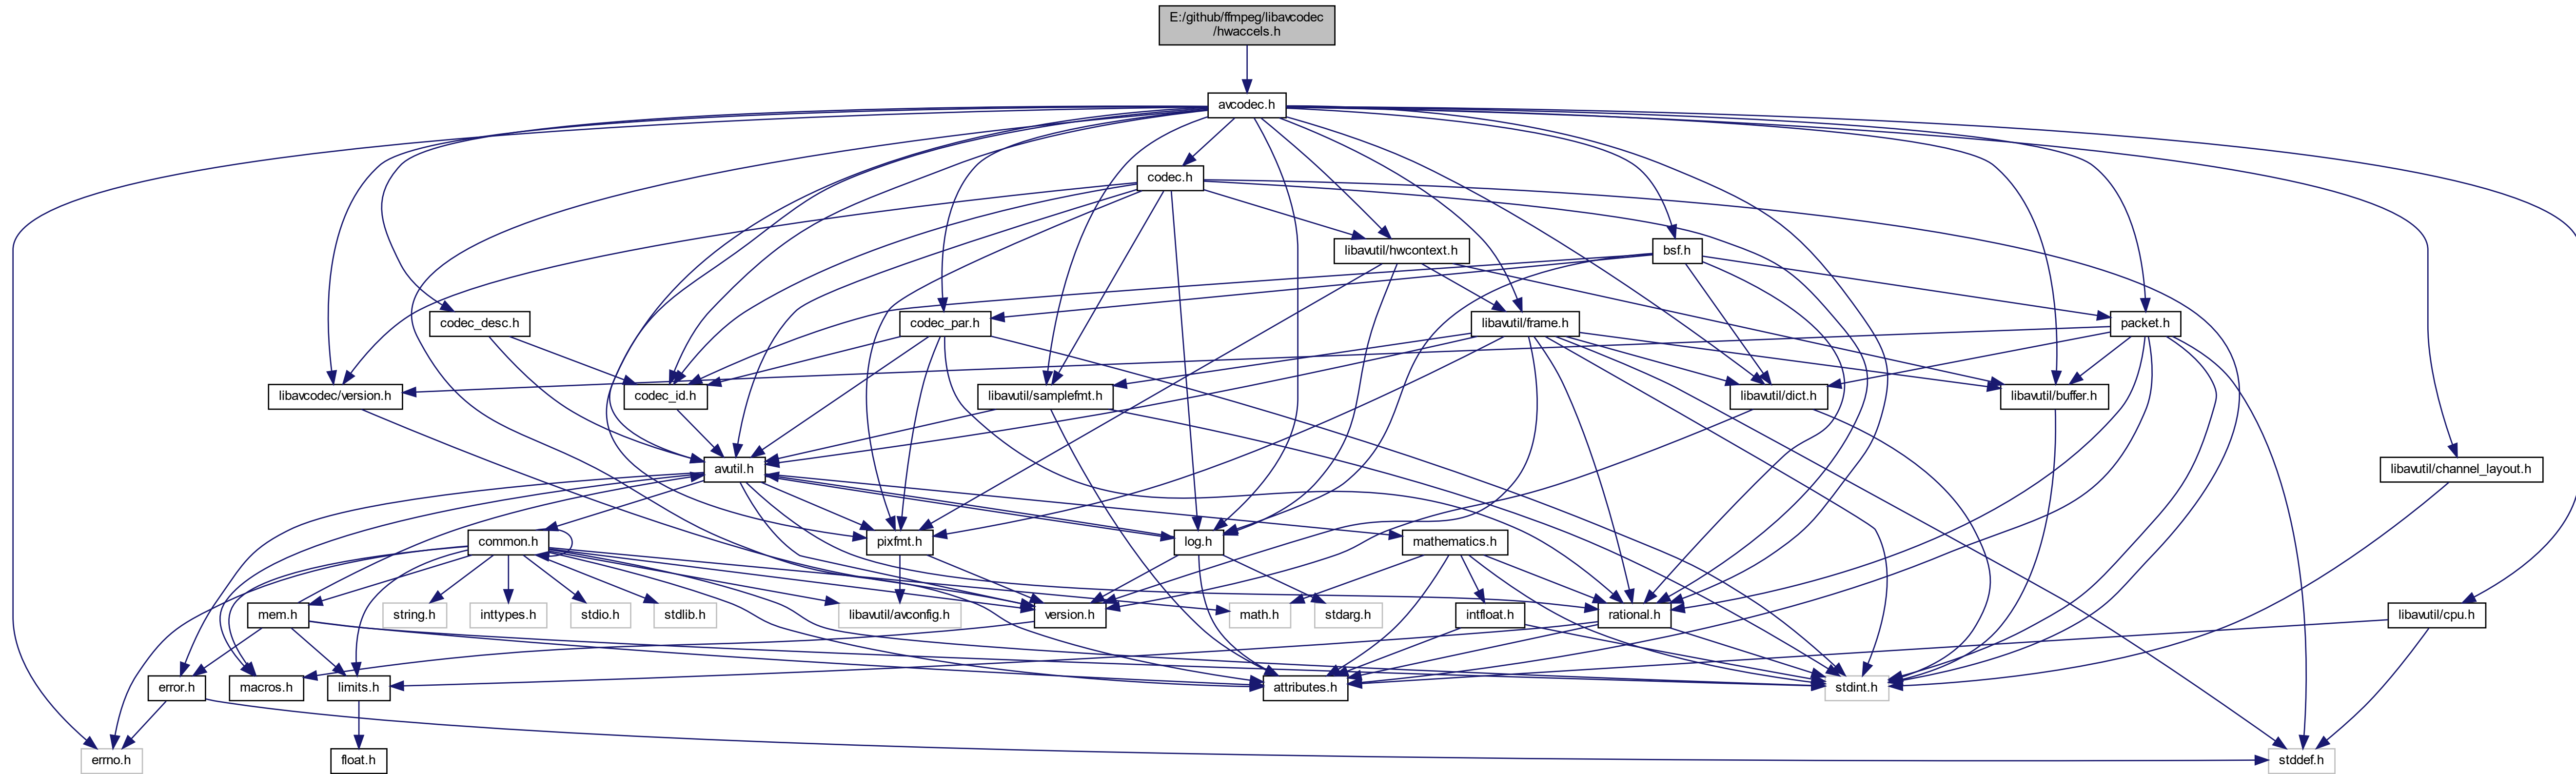 E:/github/ffmpeg/libavcodec
/hwaccels.h
avcodec.h
codec.h
libavutil/hwcontext.h
bsf.h
codec_desc.h
codec_par.h
libavutil/frame.h
packet.h
libavcodec/version.h
codec_id.h
libavutil/samplefmt.h
libavutil/dict.h
libavutil/buffer.h
avutil.h
libavutil/channel_layout.h
common.h
pixfmt.h
log.h
mathematics.h
mem.h
string.h
inttypes.h
stdio.h
stdlib.h
libavutil/avconfig.h
version.h
math.h
stdarg.h
intfloat.h
rational.h
libavutil/cpu.h
error.h
macros.h
limits.h
attributes.h
stdint.h
errno.h
float.h
stddef.h